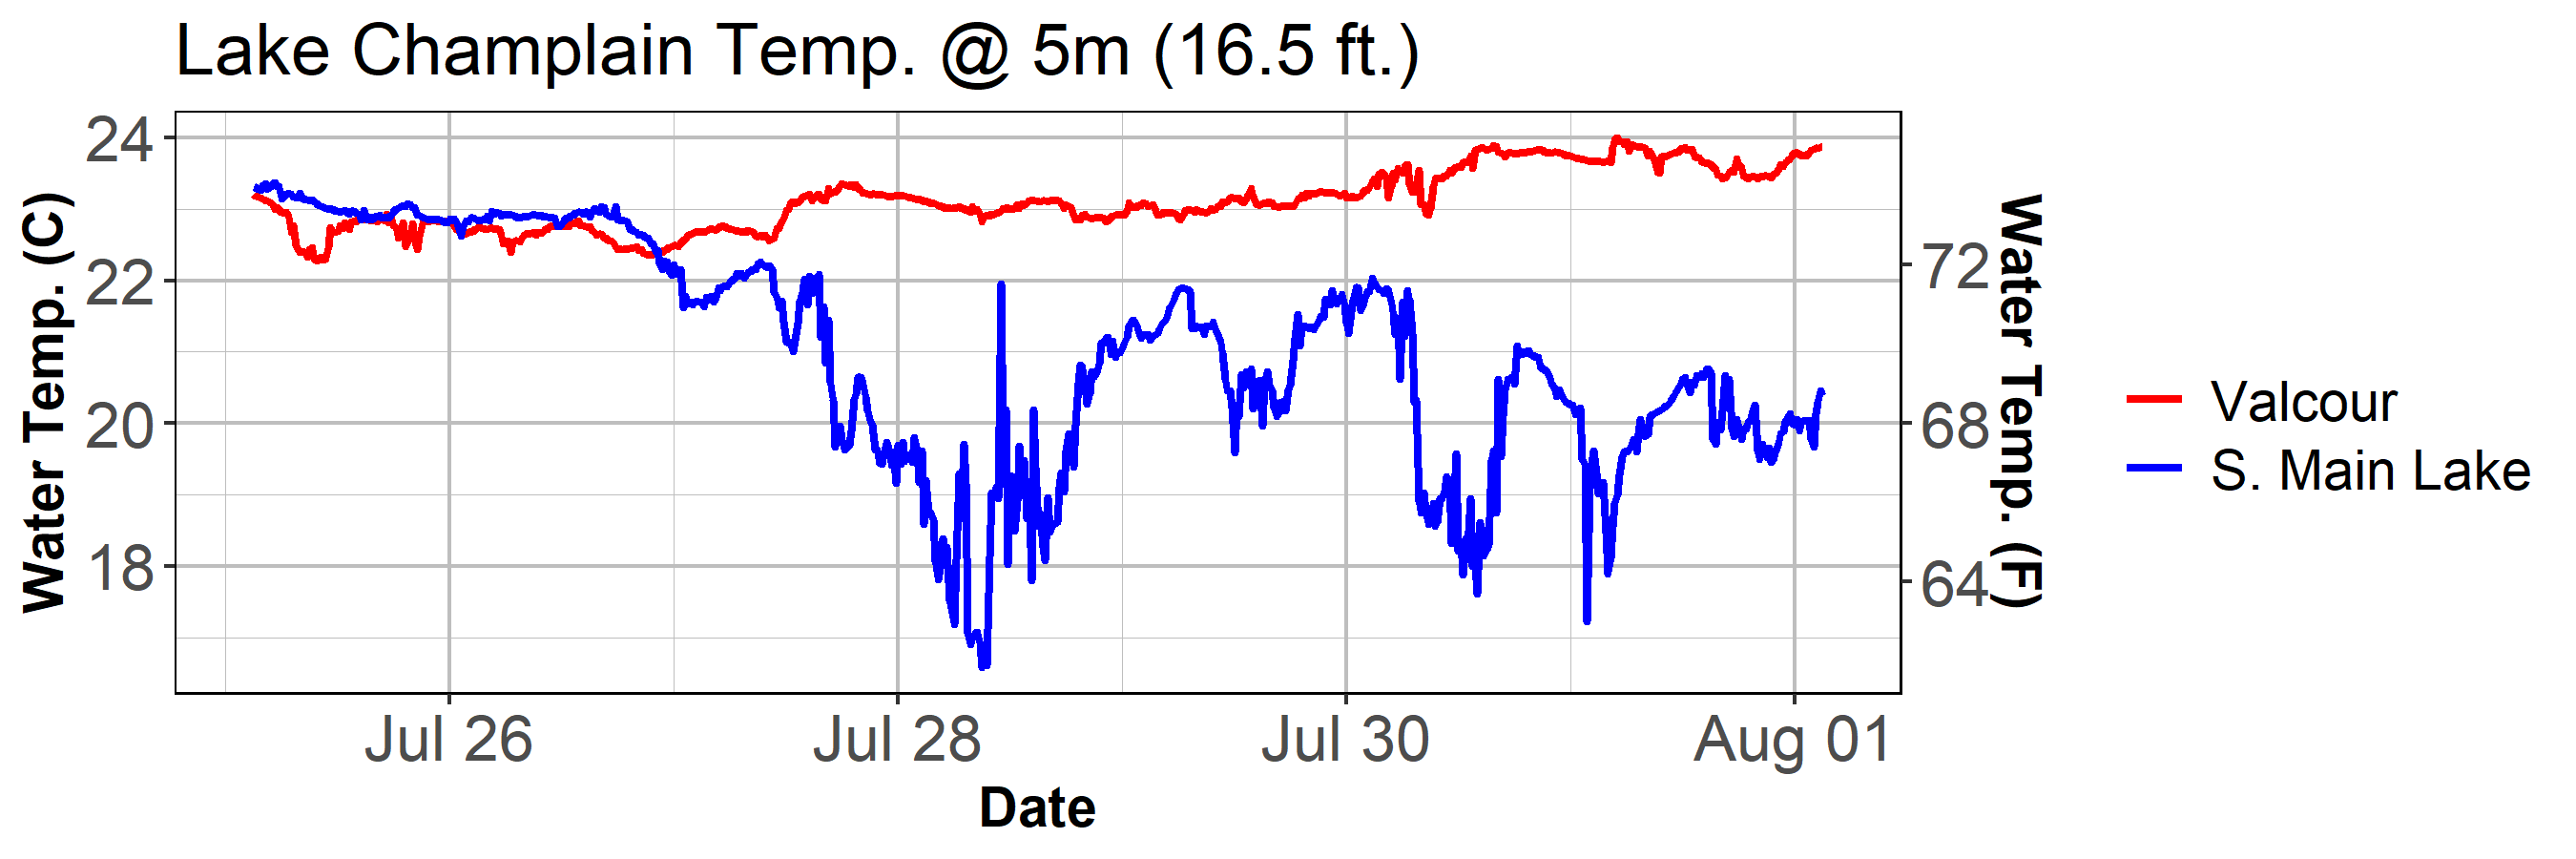 Lake Champlain Temp. @ 5m (16.5 ft.)
Water Temp. (C)
24
22
20
18
72
68
64
Water Temp. (F)
Jul 26
Jul 28
Jul 30
Aug 01
Date
Valcour
S. Main Lake